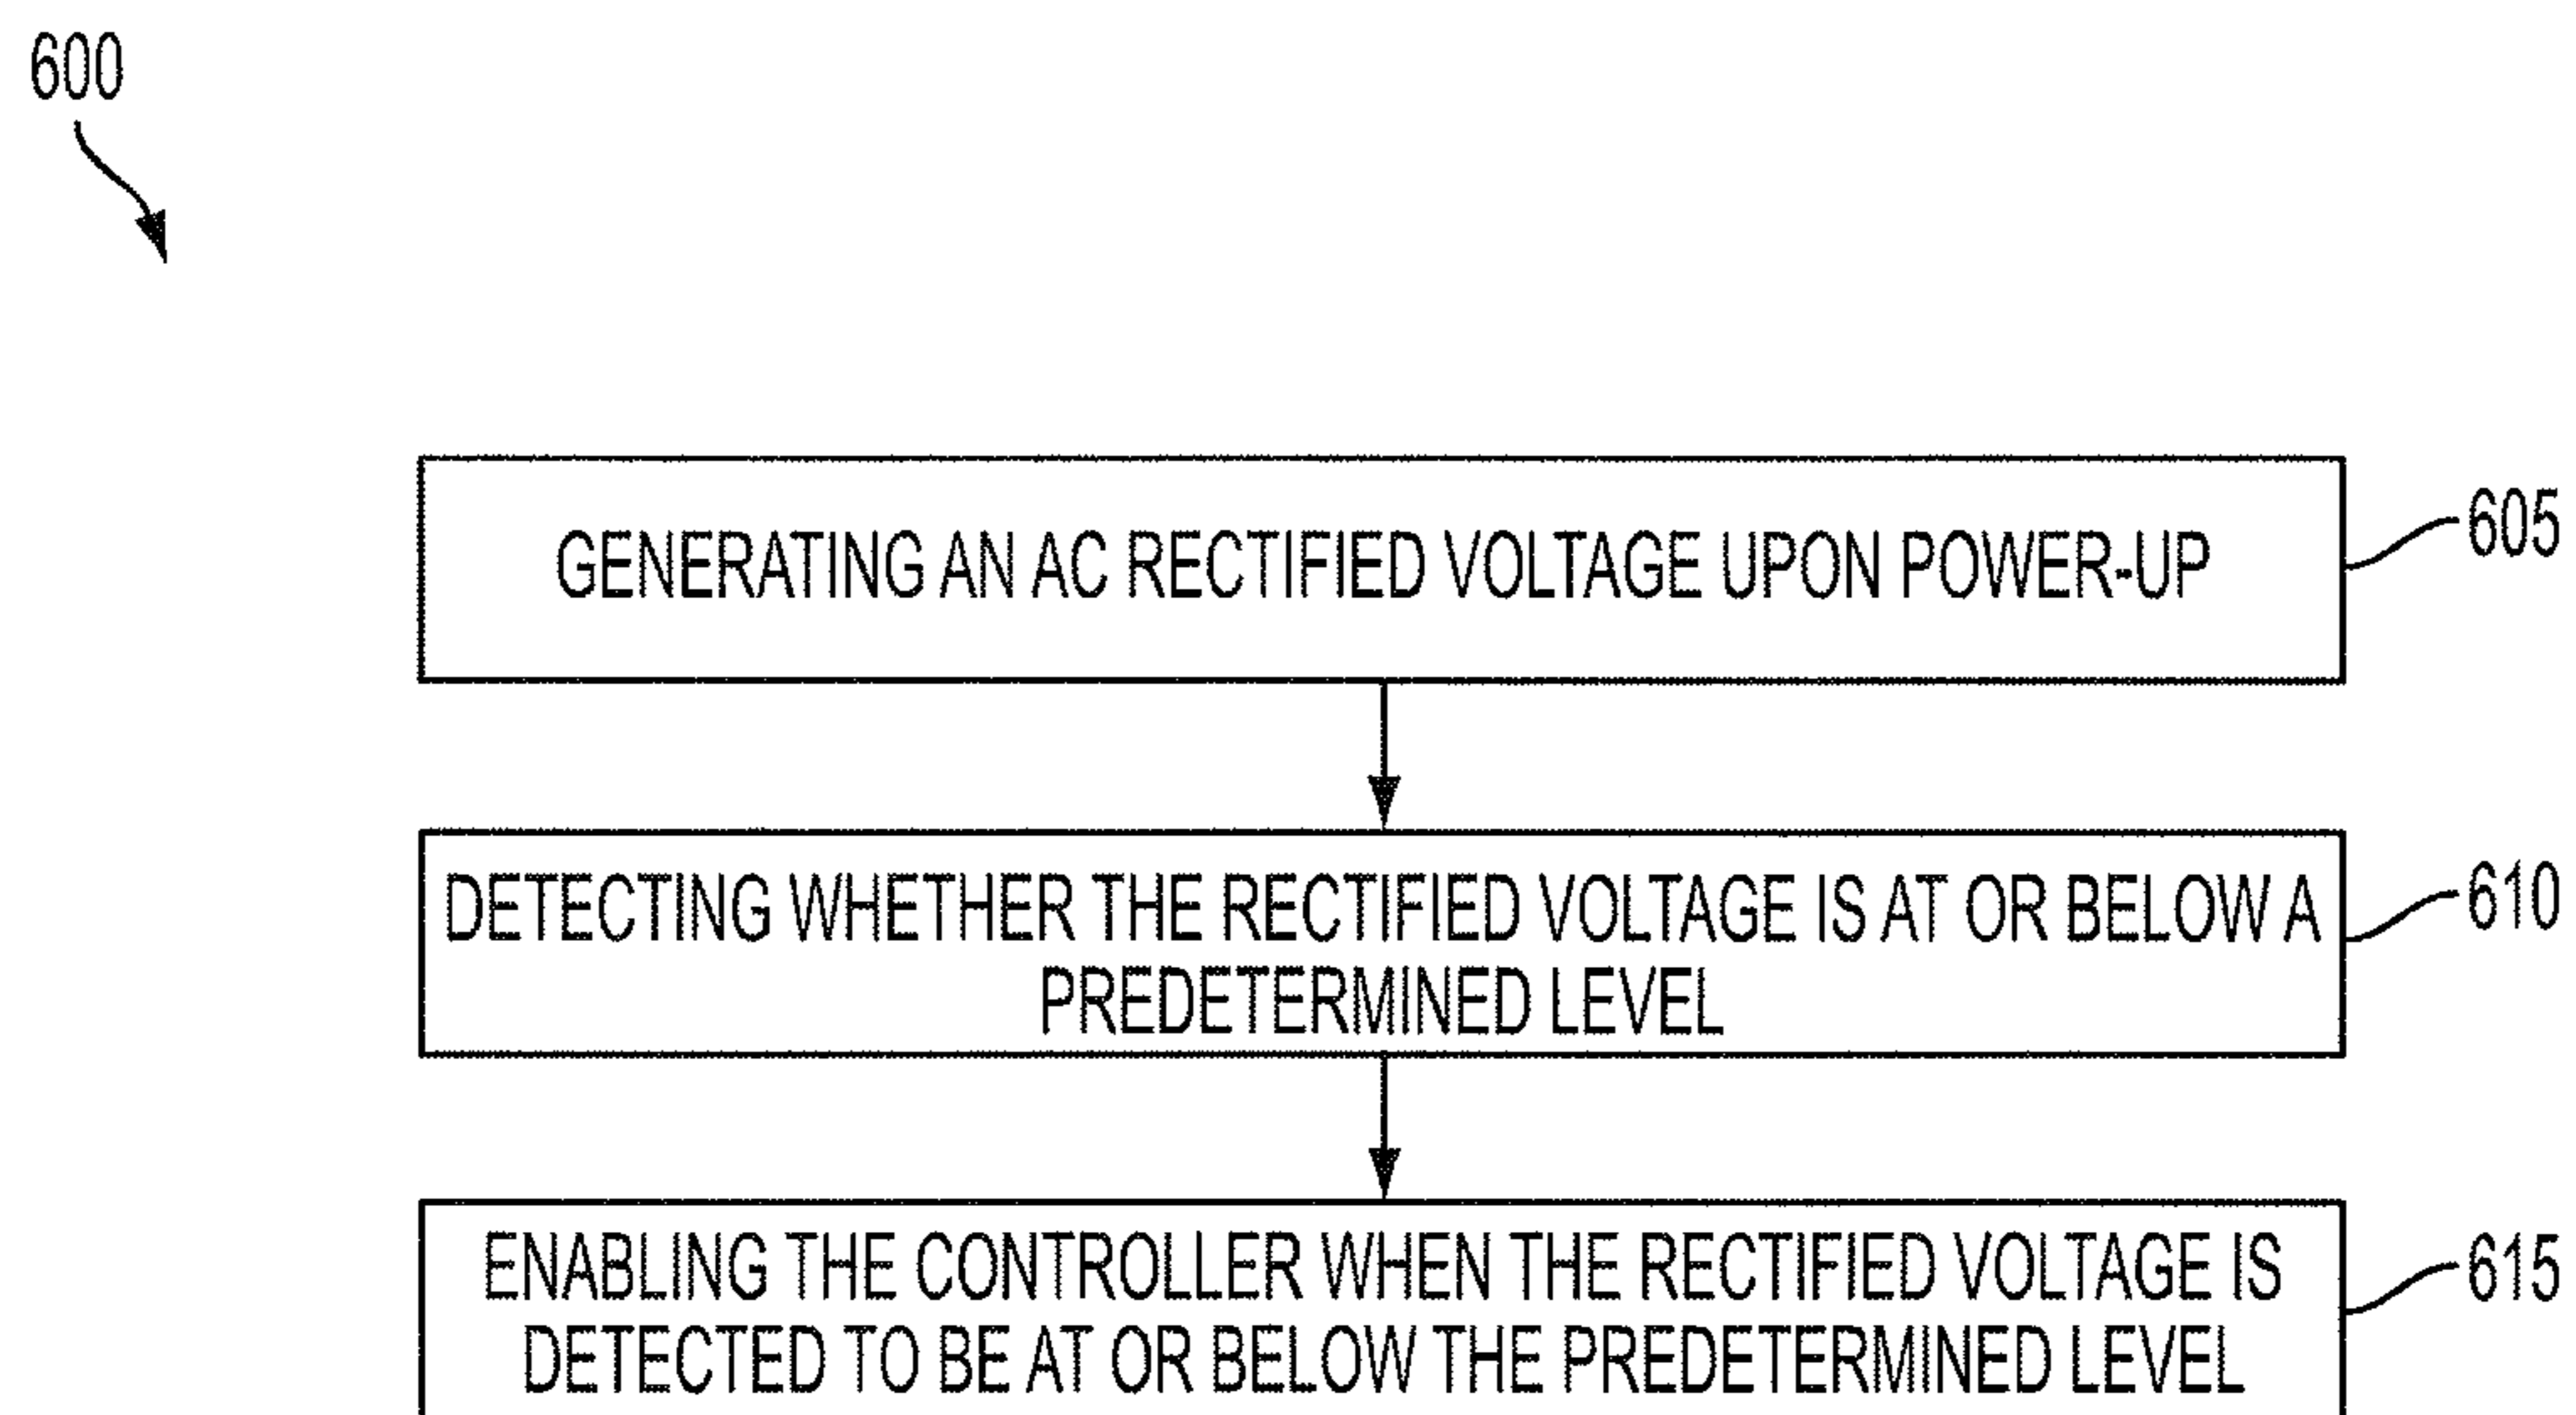 600
GENERATING AN AC RECTIFIED VOLTAGE UPON POWER-UP
605
DETECTING WHETHER THE RECTIFIED VOLTAGE IS AT OR BELOW A
PREDETERMINED LEVEL
610
ENABLING THE CONTROLLER WHEN THE RECTIFIED VOLTAGE IS
DETECTED TO BE AT OR BELOW THE PREDETERMINED LEVEL
615